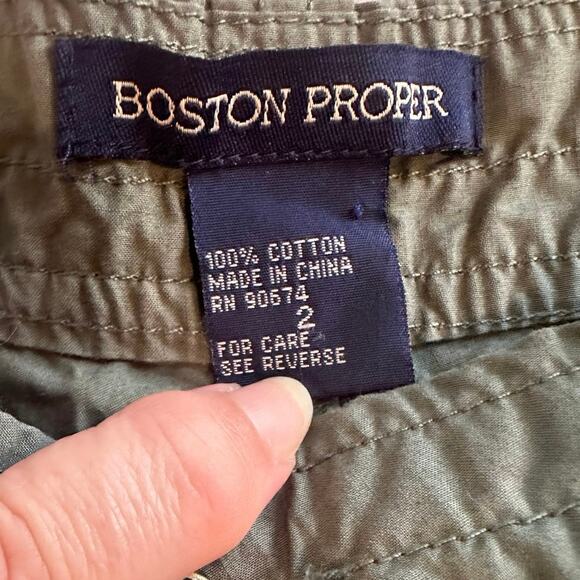 BOSTON PROPER
100% COTTON
MADE IN CHINA
RN 90674
2
FOR CARE
SEE REVERSE